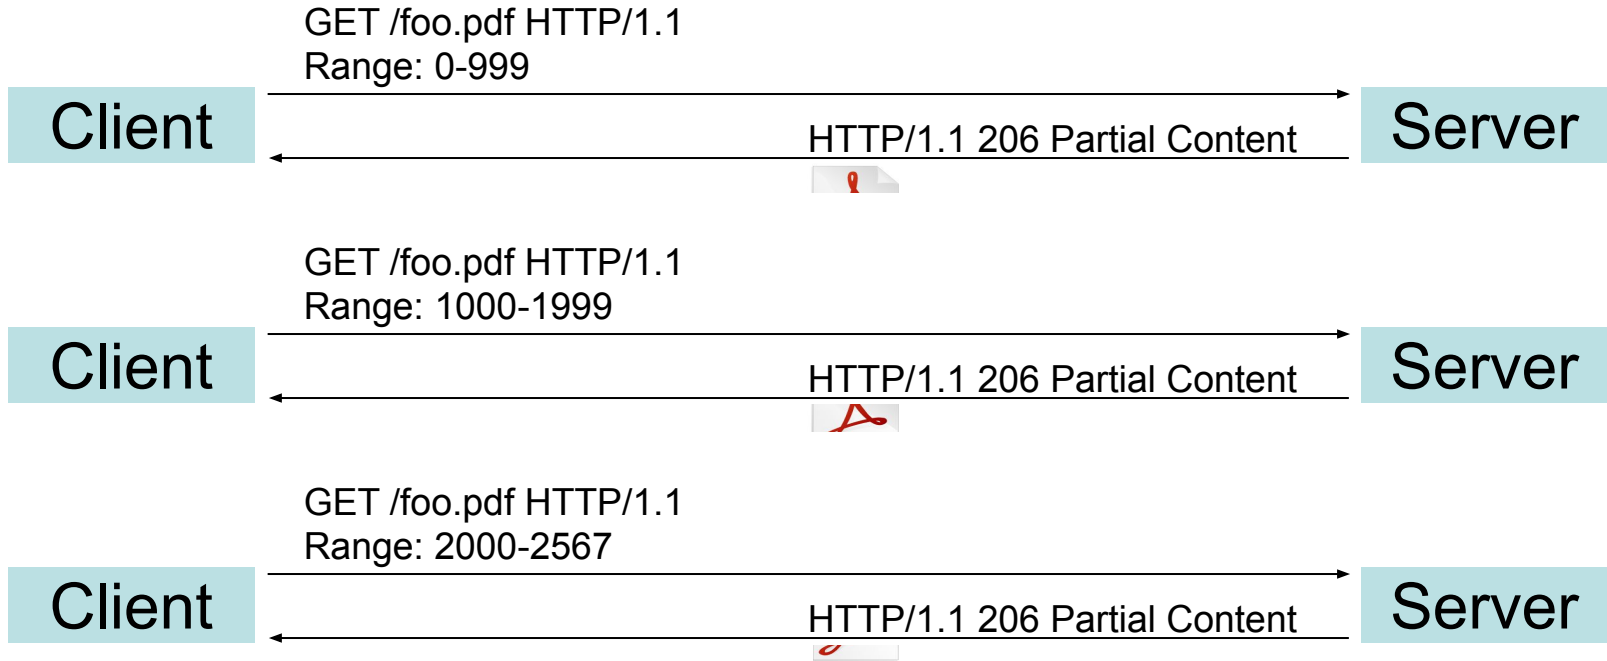 GET /foo.pdf HTTP/1.1
Range: 0-999
Client
HTTP/1.1 206 Partial Content
Server
GET /foo.pdf HTTP/1.1
Range: 1000-1999
Client
HTTP/1.1 206 Partial Content
Server
GET /foo.pdf HTTP/1.1
Range: 2000-2567
Client
HTTP/1.1 206 Partial Content
Server